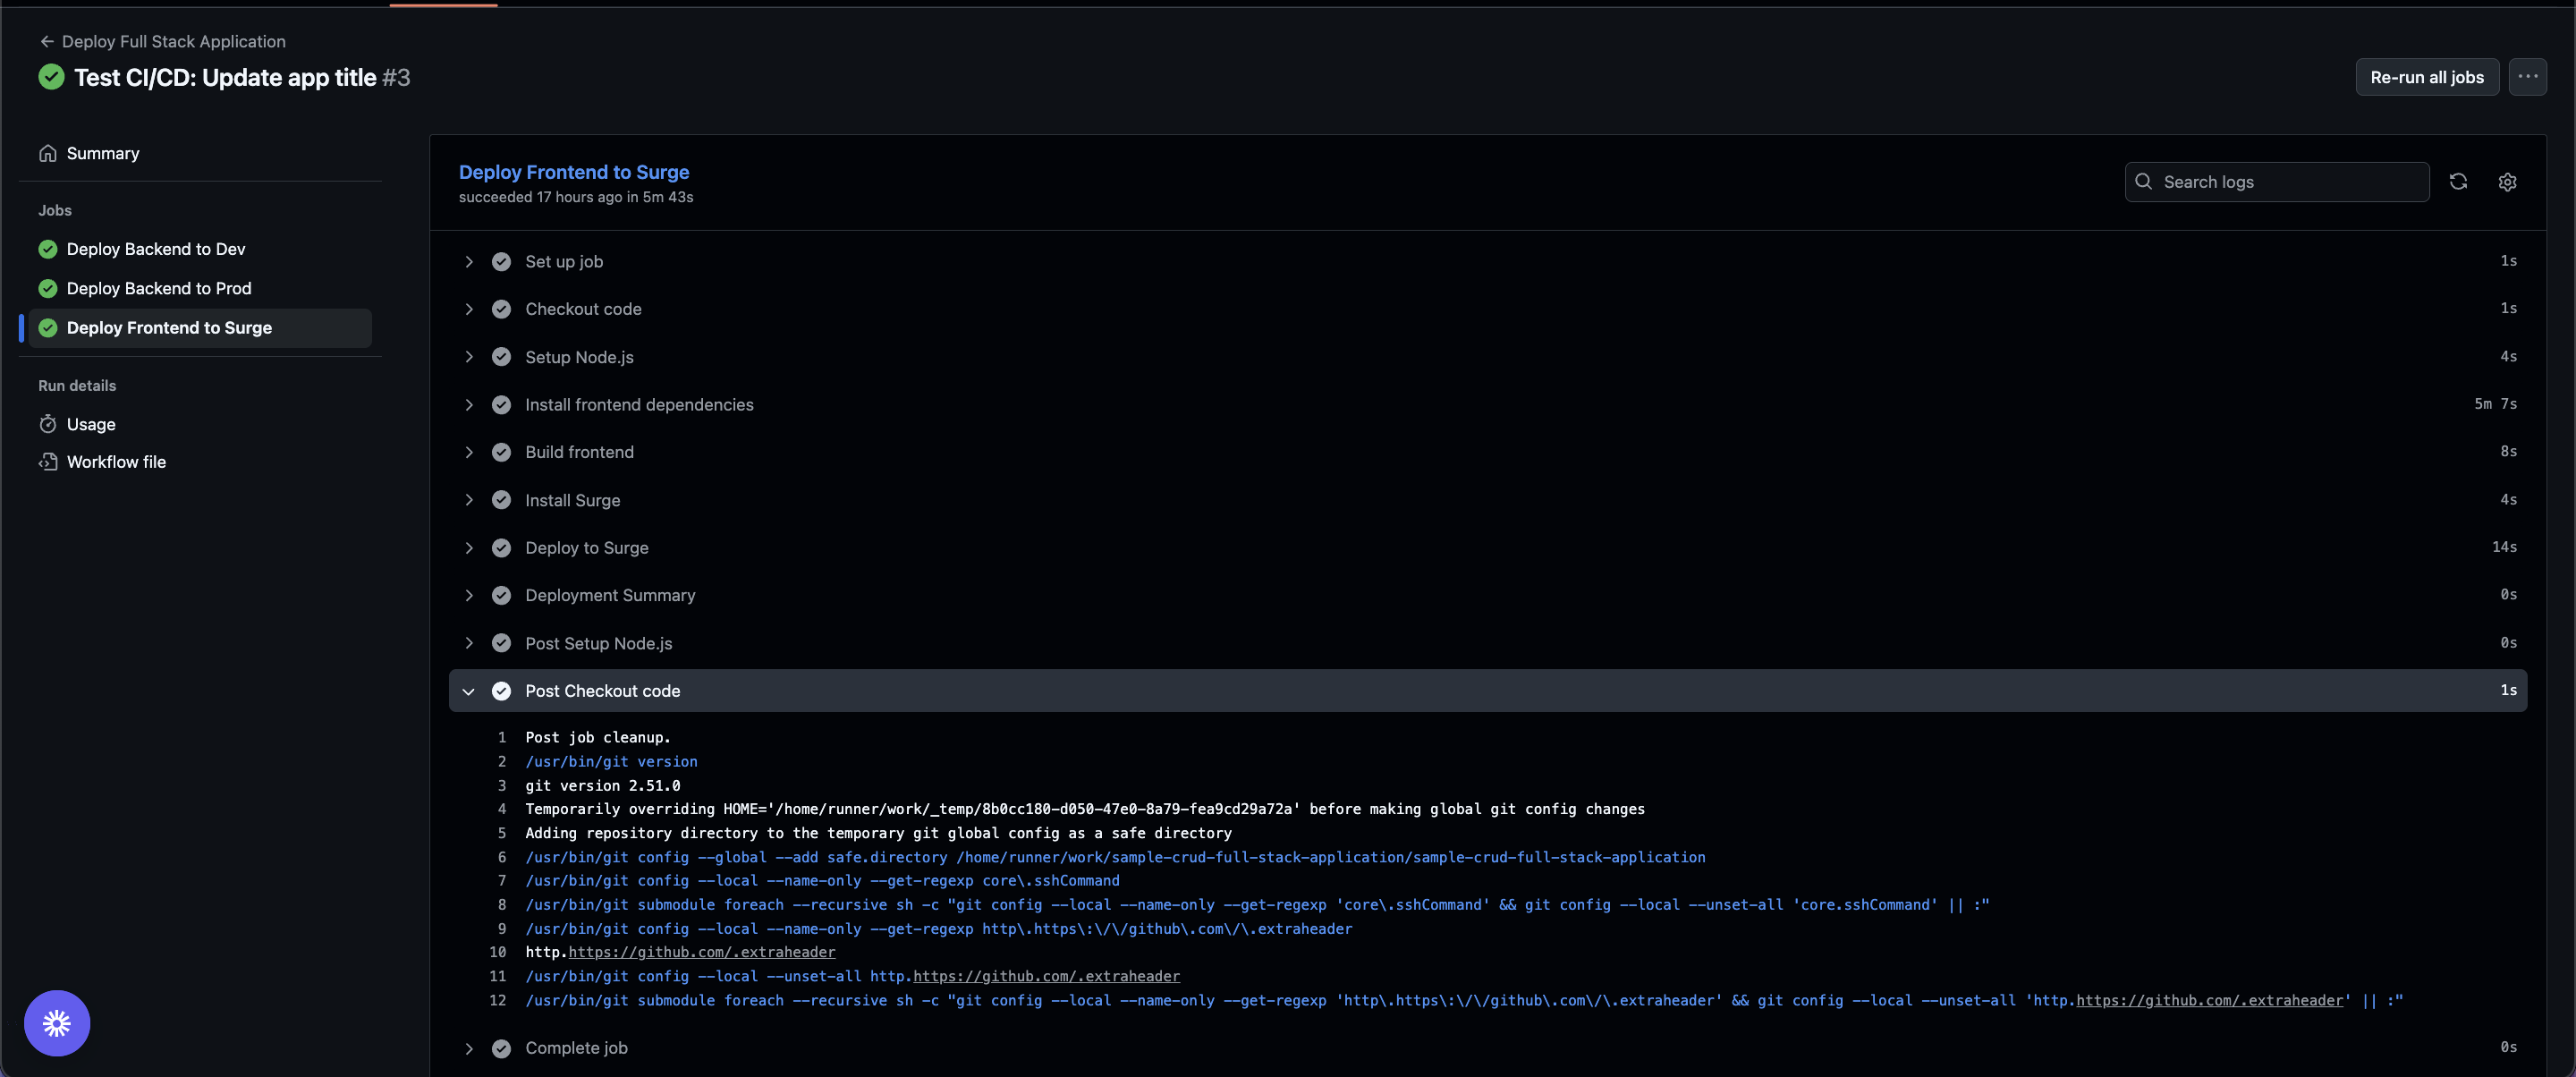 Deploy Full Stack Application
Test CI/CD: Update app title #3
Re-run all jobs
Summary
Jobs
Deploy Backend to Dev
Deploy Backend to Prod
Deploy Frontend to Surge
Run details
Usage
Workflow file
Deploy Frontend to Surge
succeeded 17 hours ago in 5m 43s
Search logs
Set up job 1s
Checkout code 1s
Setup Node.js 4s
Install frontend dependencies 5m 7s
Build frontend 8s
Install Surge 4s
Deploy to Surge 14s
Deployment Summary 0s
Post Setup Node.js 0s
Post Checkout code 1s
1 Post job cleanup.
2 /usr/bin/git version
3 git version 2.51.0
4 Temporarily overriding HOME='/home/runner/work/_temp/8b0cc180-d050-47e0-8a79-fea9cd29a72a' before making global git config changes
5 Adding repository directory to the temporary git global config as a safe directory
6 /usr/bin/git config --global --add safe.directory /home/runner/work/sample-crud-full-stack-application/sample-crud-full-stack-application
7 /usr/bin/git config --local --name-only --get-regexp core\.sshCommand
8 /usr/bin/git submodule foreach --recursive sh -c "git config --local --name-only --get-regexp 'core\.sshCommand' && git config --local --unset-all 'core.sshCommand' || :"
9 /usr/bin/git config --local --name-only --get-regexp http\.https\:\/\/github\.com\/\.extraheader
10 http.https://github.com/.extraheader
11 /usr/bin/git config --local --unset-all http.https://github.com/.extraheader
12 /usr/bin/git submodule foreach --recursive sh -c "git config --local --name-only --get-regexp 'http\.https\:\/\/github\.com\/\.extraheader' && git config --local --unset-all 'http.https://github.com/.extraheader' || :"
Complete job 0s